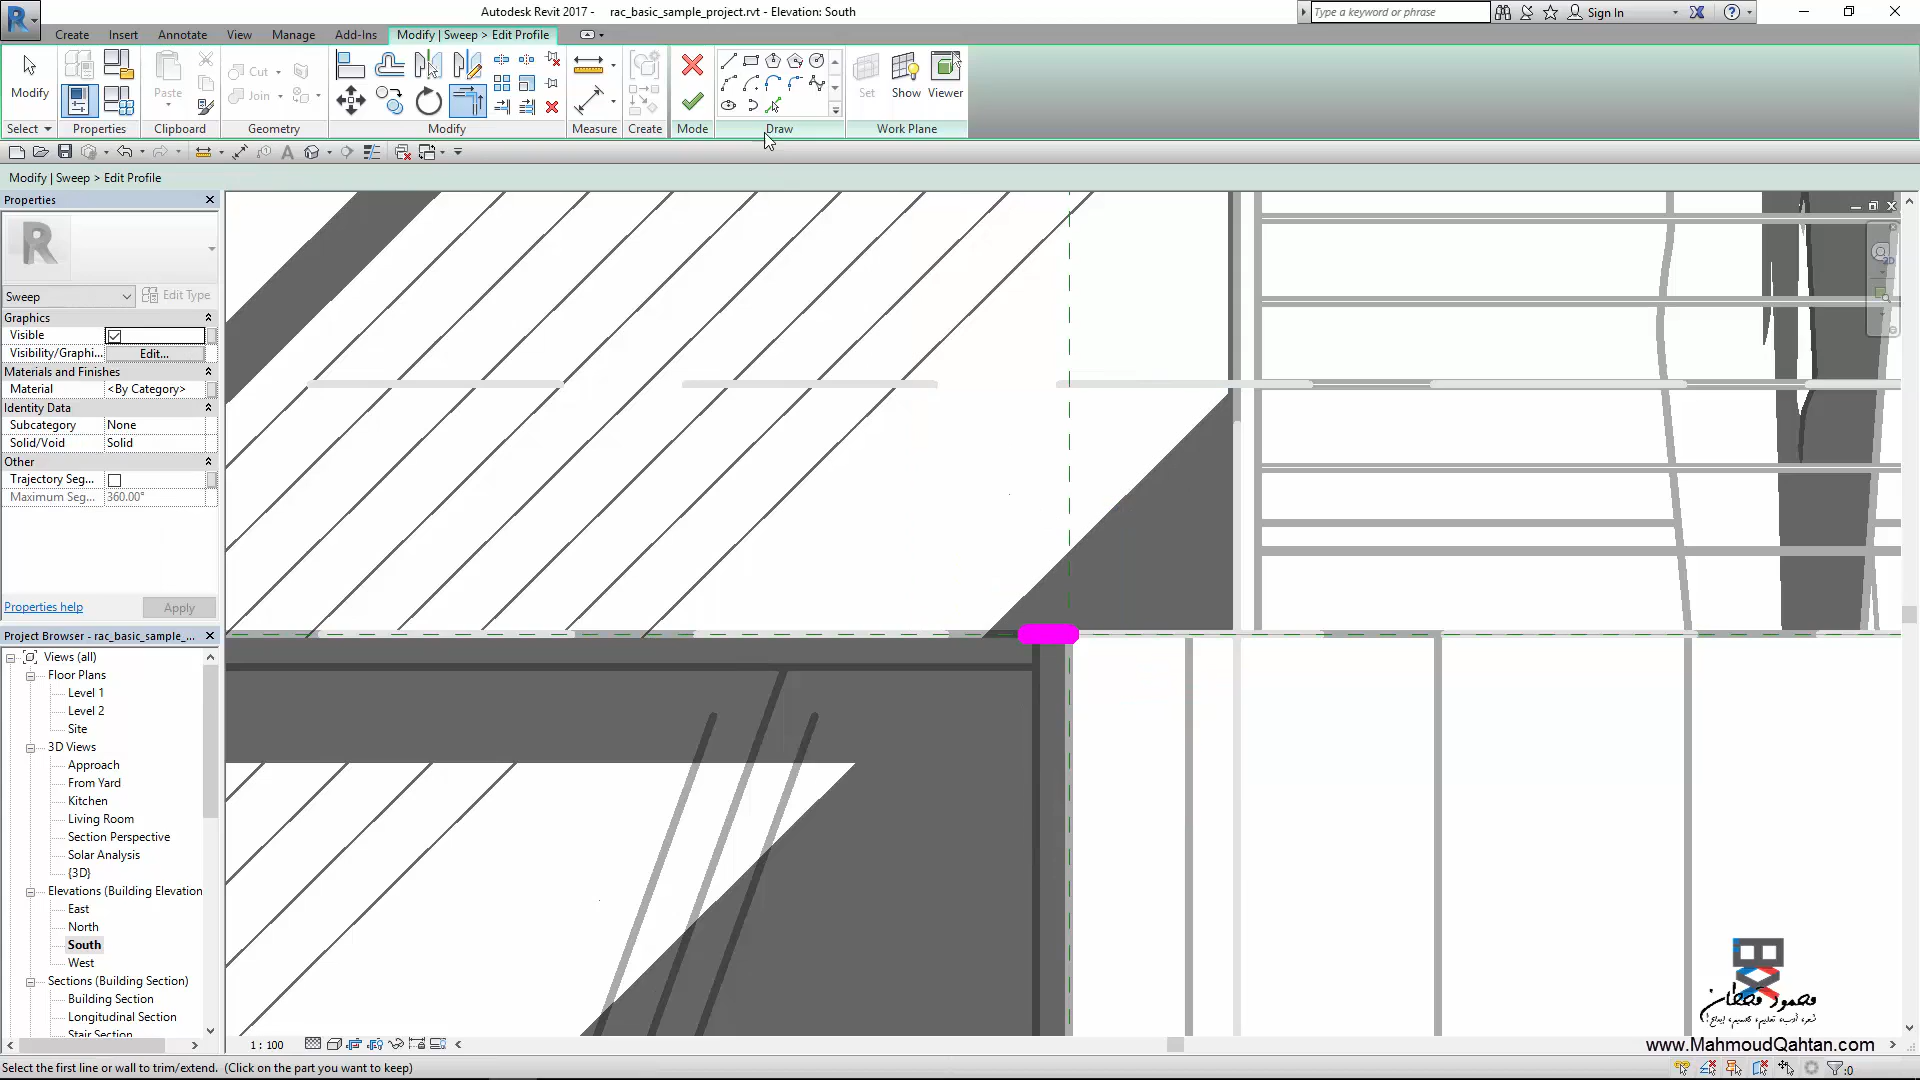 Autodesk Revit 2017 - rac_basic_sample_project.rvt - Elevation: South
Type a keyword or phrase
Sign In
Create Insert Annotate View Manage Add-Ins Modify | Sweep > Edit Profile
Modify
Paste
Cut
Join
Set Show Viewer
Select Properties Clipboard Geometry Modify Measure Create Mode Draw Work Plane
Modify | Sweep > Edit Profile
Properties
Sweep
Edit Type
Graphics
Visible
Visibility/Graphi... Edit...
Materials and Finishes
Material <By Category>
Identity Data
Subcategory None
Solid/Void Solid
Other
Trajectory Seg...
Maximum Seg... 360.00°
Properties help
Apply
Project Browser - rac_basic_sample_...
Views (all)
Floor Plans
Level 1
Level 2
Site
3D Views
Approach
From Yard
Kitchen
Living Room
Section Perspective
Solar Analysis
{3D}
Elevations (Building Elevation
East
North
South
West
Sections (Building Section)
Building Section
Longitudinal Section
Stair Section
1 : 100
محمود قحطان
www.MahmoudQahtan.com
Select the first line or wall to trim/extend. (Click on the part you want to keep)
:0